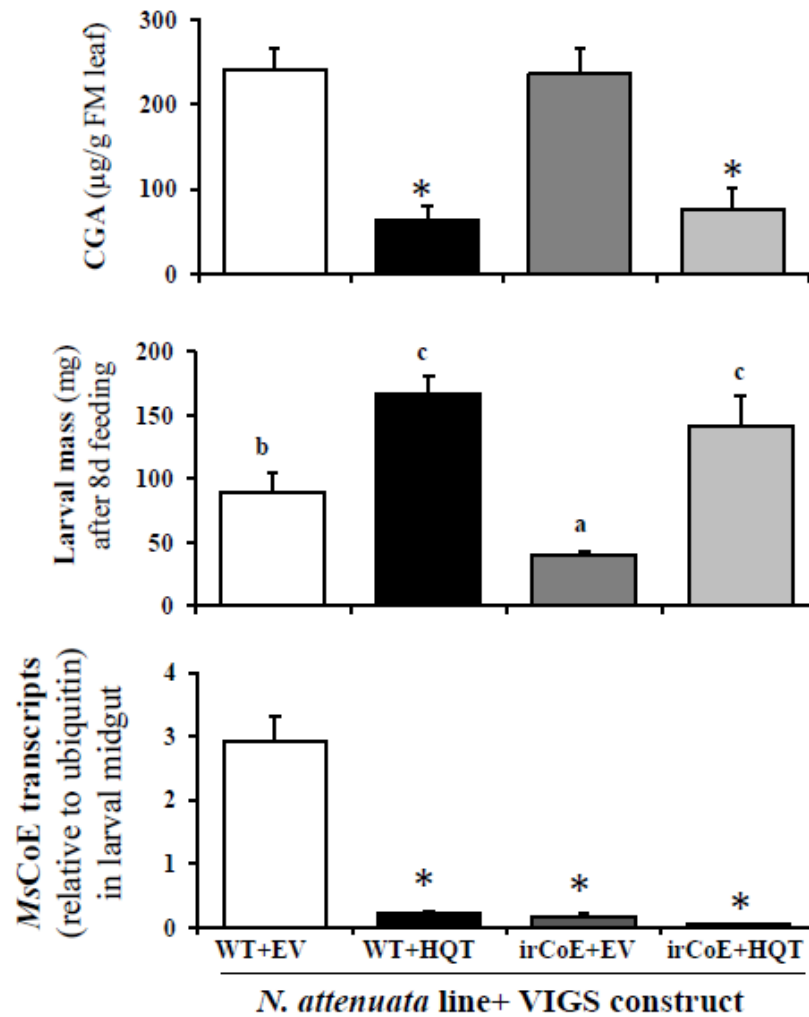 CGA (µg/g FM leaf)
300
200
100
0
*
*
Larval mass (mg)
after 8d feeding
200
150
100
50
0
b
c
a
c
MsCoE transcripts
(relative to ubiquitin)
in larval midgut
4
3
2
1
0
*
*
*
WT+EV WT+HQT irCoE+EV irCoE+HQT
N. attenuata line+ VIGS construct